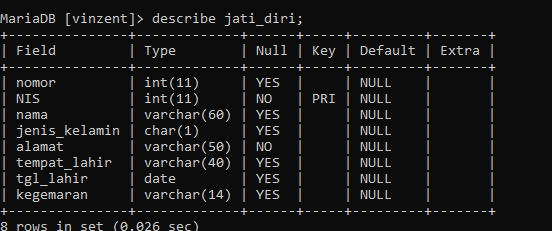 MariaDB [vinzent]> describe jati_diri;
+---------------+-------------+------+-----+---------+-------+
| Field         | Type        | Null | Key | Default | Extra |
+---------------+-------------+------+-----+---------+-------+
| nomor         | int(11)     | YES  |     | NULL    |       |
| NIS           | int(11)     | NO   | PRI | NULL    |       |
| nama          | varchar(60) | YES  |     | NULL    |       |
| jenis_kelamin | char(1)     | YES  |     | NULL    |       |
| alamat        | varchar(50) | NO   |     | NULL    |       |
| tempat_lahir  | varchar(40) | YES  |     | NULL    |       |
| tgl_lahir     | date        | YES  |     | NULL    |       |
| kegemaran     | varchar(14) | YES  |     | NULL    |       |
+---------------+-------------+------+-----+---------+-------+
8 rows in set (0.026 sec)